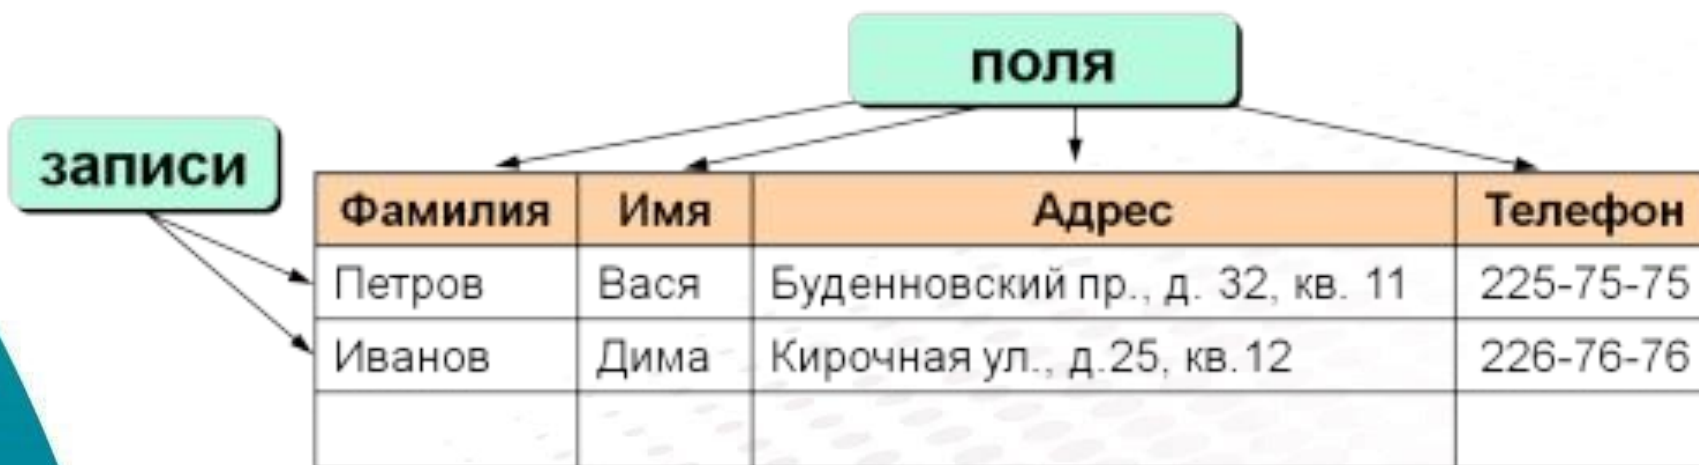 поля
записи
Фамилия Имя Адрес Телефон
Петров Вася Буденновский пр., д. 32, кв. 11 225-75-75
Иванов Дима Кирочная ул., д.25, кв.12 226-76-76